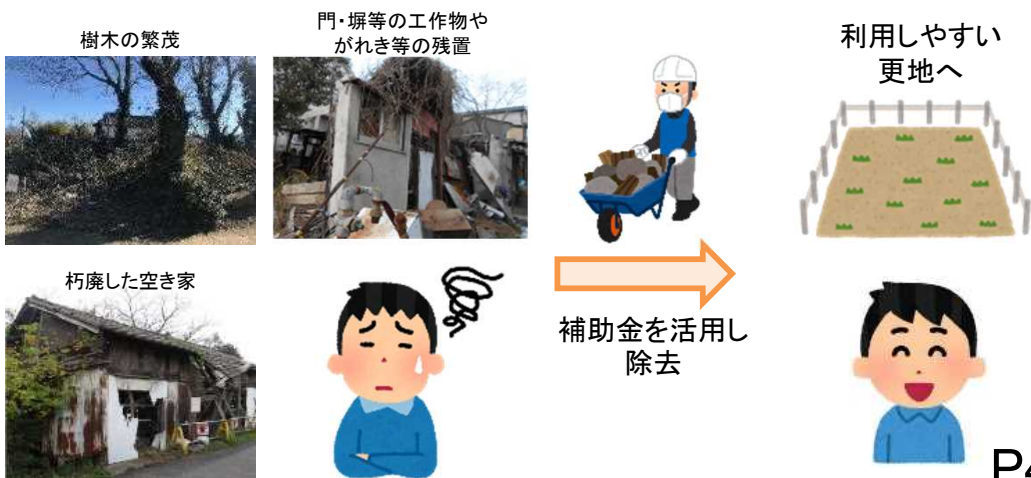 樹木の繁茂
門・塀等の工作物や
がれき等の残置
利用しやすい
更地へ
朽廃した空き家
補助金を活用し
除去
P4